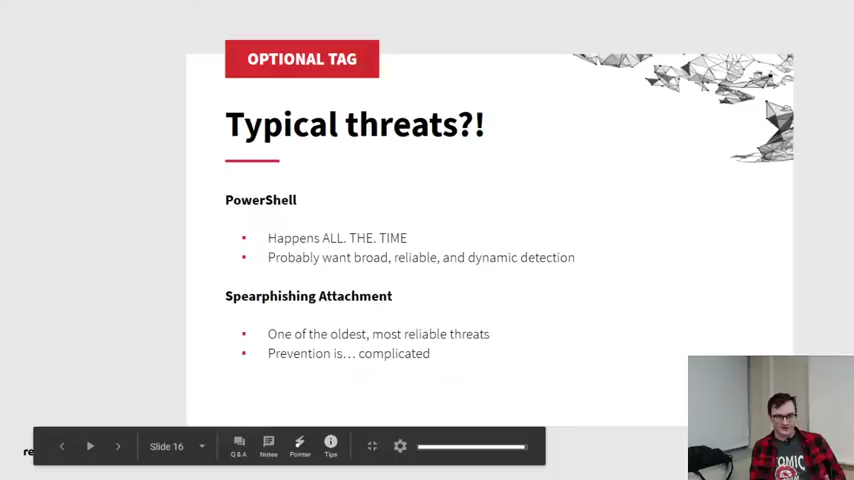 OPTIONAL TAG
Typical threats?!
PowerShell
Happens ALL. THE. TIME
Probably want broad, reliable, and dynamic detection
Spearphishing Attachment
One of the oldest, most reliable threats
Prevention is... complicated
re
Slide 16
Q & A
Notes
Pointer
Tips